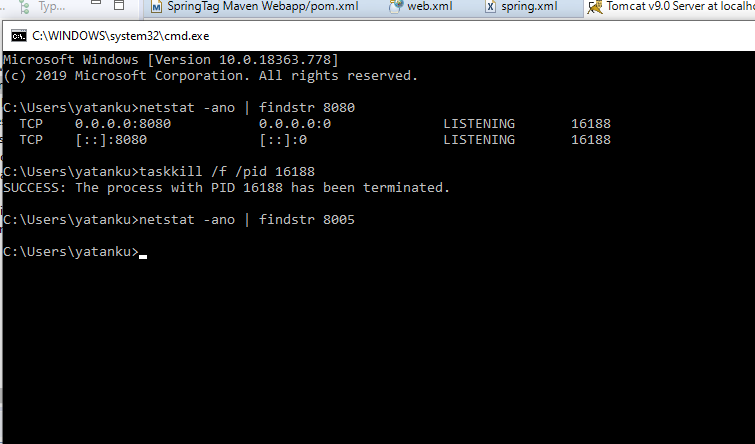 Typ...
SpringTag Maven Webapp/pom.xml
web.xml
spring.xml
Tomcat v9.0 Server at localho
C:\WINDOWS\system32\cmd.exe
Microsoft Windows [Version 10.0.18363.778]
(c) 2019 Microsoft Corporation. All rights reserved.
C:\Users\yatanku>netstat -ano | findstr 8080
TCP 0.0.0.0:8080 0.0.0.0:0 LISTENING 16188
TCP [::]:8080 [::]:0 LISTENING 16188
C:\Users\yatanku>taskkill /f /pid 16188
SUCCESS: The process with PID 16188 has been terminated.
C:\Users\yatanku>netstat -ano | findstr 8005
C:\Users\yatanku>